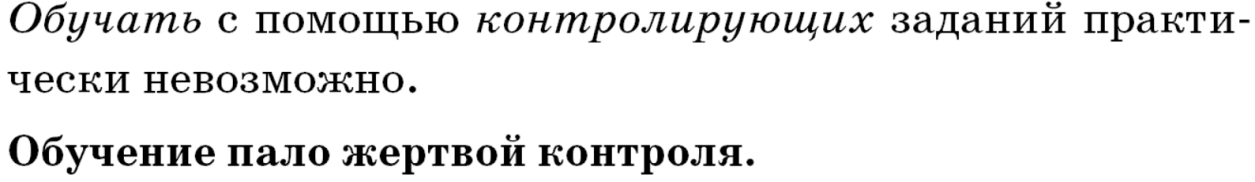 Обучать с помощью контролирующих заданий практи-
чески невозможно.
Обучение пало жертвой контроля.